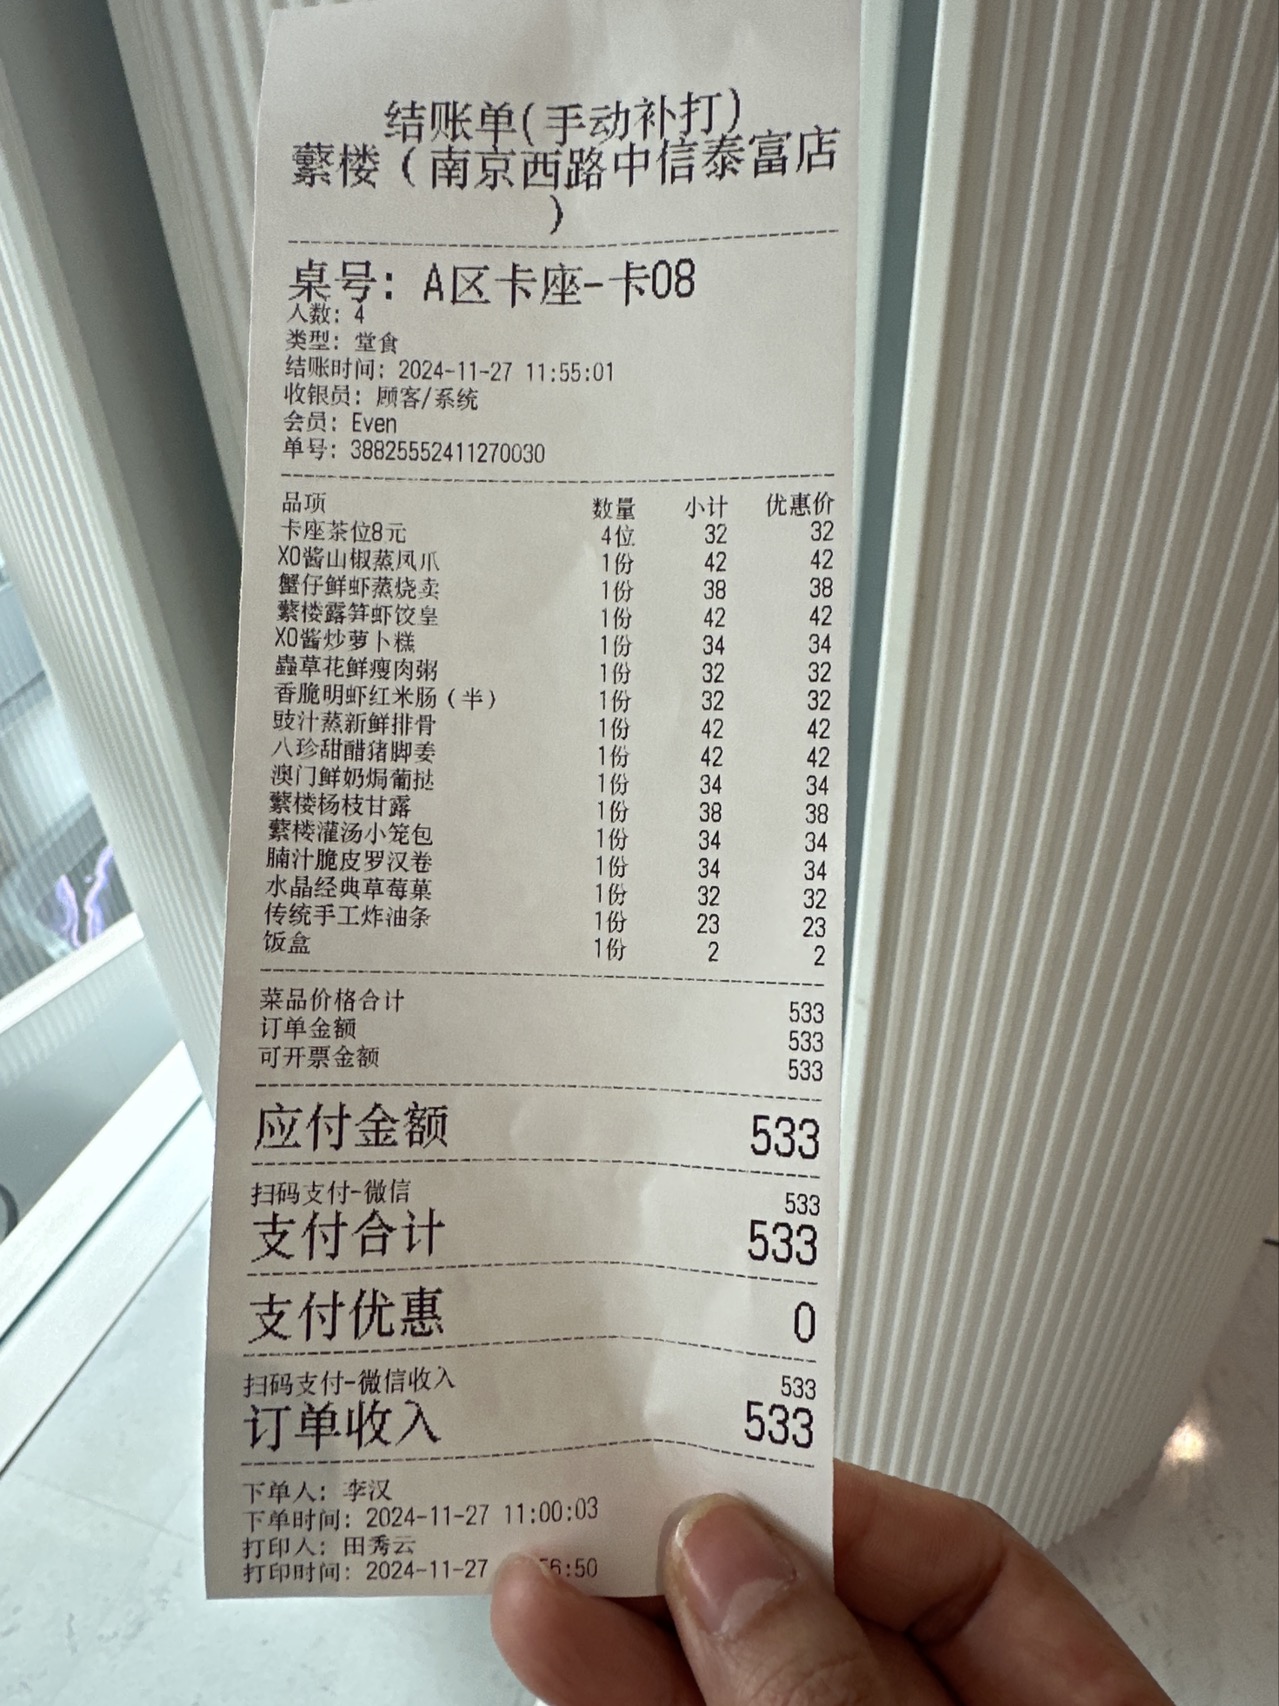 结账单(手动补打)
蘩楼（南京西路中信泰富店
）
桌号: A区卡座-卡08
人数: 4
类型: 堂食
结账时间: 2024-11-27 11:55:01
收银员: 顾客/系统
会员: Even
单号: 38825552411270030
品项 数量 小计 优惠价
卡座茶位8元 4位 32 32
XO酱山椒蒸凤爪 1份 42 42
蟹仔鲜虾蒸烧卖 1份 38 38
蘩楼露笋虾饺皇 1份 42 42
XO酱炒萝卜糕 1份 34 34
蟲草花鲜瘦肉粥 1份 32 32
香脆明虾红米肠（半） 1份 32 32
豉汁蒸新鲜排骨 1份 42 42
八珍甜醋猪脚姜 1份 42 42
澳门鲜奶焗葡挞 1份 34 34
蘩楼杨枝甘露 1份 38 38
蘩楼灌汤小笼包 1份 34 34
腩汁脆皮罗汉卷 1份 34 34
水晶经典草莓菓 1份 32 32
传统手工炸油条 1份 23 23
饭盒 1份 2 2
菜品价格合计 533
订单金额 533
可开票金额 533
应付金额 533
扫码支付-微信 533
支付合计 533
支付优惠 0
扫码支付-微信收入 533
订单收入 533
下单人: 李汉
下单时间: 2024-11-27 11:00:03
打印人: 田秀云
打印时间: 2024-11-27 56:50